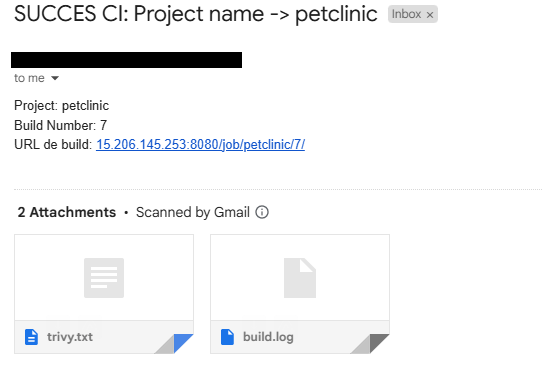 SUCCES CI: Project name -> petclinic Inbox ×
to me
Project: petclinic
Build Number: 7
URL de build: 15.206.145.253:8080/job/petclinic/7/
2 Attachments • Scanned by Gmail
trivy.txt
build.log